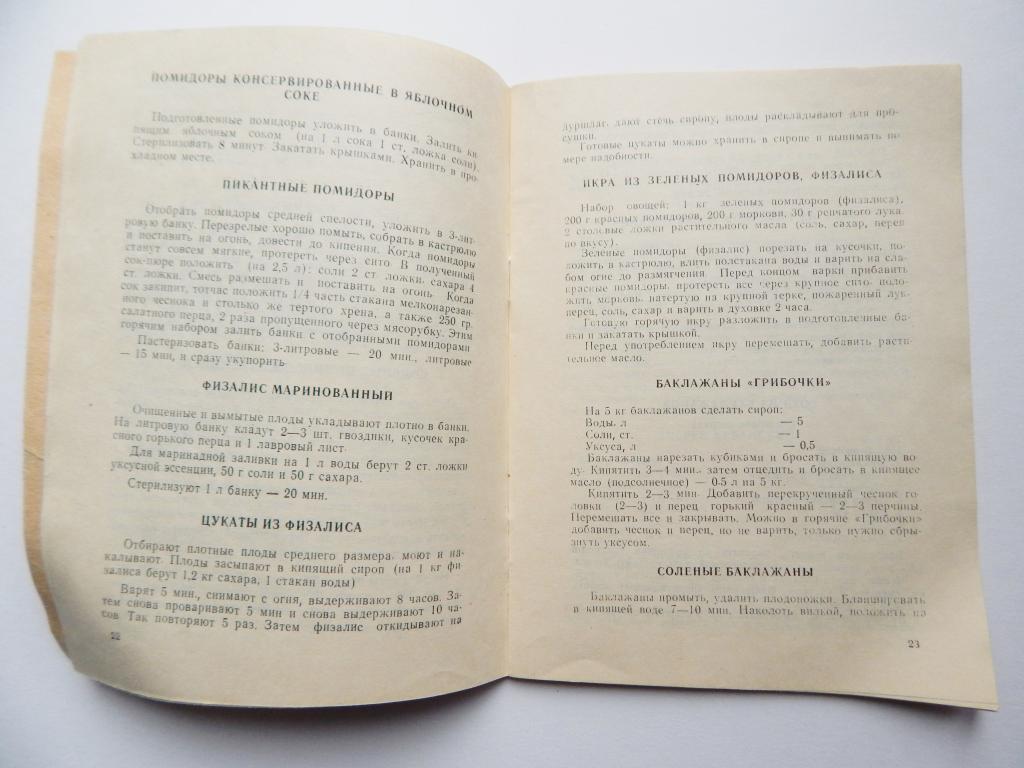 ПОМИДОРЫ КОНСЕРВИРОВАННЫЕ В ЯБЛОЧНОМ
СОКЕ
Подготовленные помидоры уложить в банки. Залить ки-
пящим яблочным соком (на 1 л сока 1 ст, ложка соли).
Стерилизовать 8 минут Закатать крышками. Хранить в про-
хладном месте.
ПИКАНТНЫЕ ПОМИДОРЫ
Отобрать помидоры средней спелости, уложить в 3-лит-
ровую банку. Перезрелые хорошо помыть, собрать в кастрюлю
и поставить на огонь, довести до кипения. Когда помидоры
станут совсем мягкие, протереть через сито В полученный
сок-пюре положить (на 2,5 л): соли 2 ст. ложки. сахара 4
ст. ложки. Смесь размешать и поставить на огонь Когда
сок закипит, тотчас положить 1/4 часть стакана мелконарезан-
ного чеснока и столько же тертого хрена, а также 250 гр.
салатного перца, 2 раза пропущенного через мясорубку. Этим
горячим набором залить банки с отобранными помидорами
Пастеризовать банки: 3-литровые — 20 мин., литровые
— 15 мин, и сразу укупорить
ФИЗАЛИС МАРИНОВАННЫЙ
Очищенные и вымытые плоды укладывают плотно в банки.
На литровую банку кладут 2—3 шт. гвоздики, кусочек кра-
сного горького перца и 1 лавровый лист.
Для маринадной заливки на 1 л воды берут 2 ст. ложки
уксусной эссенции, 50 г соли и 50 г сахара.
Стерилизуют 1 л банку — 20 мин.
ЦУКАТЫ ИЗ ФИЗАЛИСА
Отбирают плотные плоды среднего размера, моют и на-
калывают. Плоды засыпают в кипящий сироп (на 1 кг фи-
зали­са берут 1,2 кг сахара, 1 стакан воды)
Варят 5 мин., снимают с огня, выдерживают 8 часов. За-
тем снова проваривают 5 мин и снова выдерживают 10 ча-
сов Так повторяют 5 раз. Затем физалис откидывают на
22
дуршлаг, дают стечь сиропу, плоды раскладывают для про-
сушки.
Готовые цукаты можно хранить в сиропе и вынимать по
мере надобности.
ИКРА ИЗ ЗЕЛЕНЫХ ПОМИДОРОВ, ФИЗАЛИСА
Набор овощей: 1 кг зеленых помидоров (физалиса),
200 г красных помидоров, 200 г моркови, 30 г репчатого лука.
2 столевые ложки растительного масла (соль, сахар, перец
по вкусу).
Зеленые помидоры (физалис) порезать на кусочки, по-
ложить в кастрюлю, влить полстакана воды и варить на сла-
бом огне до размягчения. Перед концом варки прибавить
красные помидоры, протереть все через крупное сито, поло-
жить морковь, натертую на крупной терке, пожаренный лук,
перец, соль, сахар и варить в духовке 2 часа.
Готовую горячую икру разложить в подготовленные ба-
нки и закатать крышкой.
Перед употреблением икру перемешать, добавить расти-
тельное масло.
БАКЛАЖАНЫ «ГРИБОЧКИ»
На 5 кг баклажанов сделать сироп:
Воды, л — 5
Соли, ст. — 1
Уксуса, л — 0,5
Баклажаны нарезать кубиками и бросать в кипящую во-
ду. Кипятить 3—4 мин., затем отцедить и бросать в кипящее
масло (подсолнечное) — 0,5 л на 5 кг.
Кипятить 2—3 мин. Добавить перекрученный чеснок го-
ловки (2—3) и перец горький красный — 2—3 перчины.
Перемешать все и закрывать. Можно в горячие «Грибочки»
добавить чеснок и перец, но не варить, только нужно сбры-
знуть уксусом.
СОЛЕНЫЕ БАКЛАЖАНЫ
Баклажаны промыть, удалить плодоножки. Бланшировать
в кипящей воде 7—10 мин. Наколоть вилкой, положить на
23